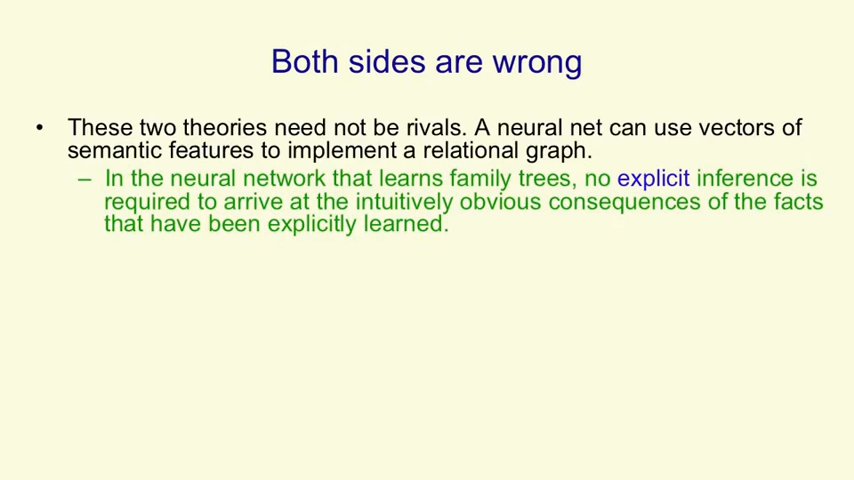 Both sides are wrong
• These two theories need not be rivals. A neural net can use vectors of
semantic features to implement a relational graph.
– In the neural network that learns family trees, no explicit inference is
required to arrive at the intuitively obvious consequences of the facts
that have been explicitly learned.